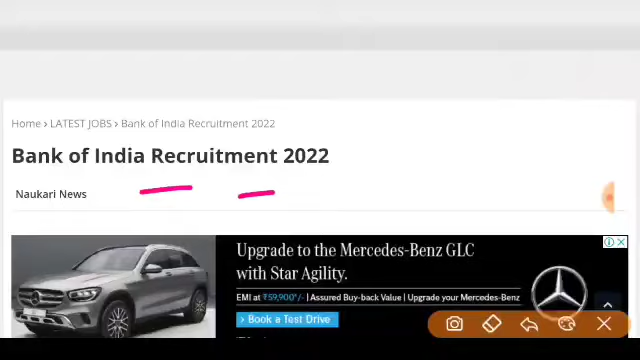 Home › LATEST JOBS › Bank of India Recruitment 2022
Bank of India Recruitment 2022
Naukari News
Upgrade to the Mercedes-Benz GLC
with Star Agility.
EMI at ₹59,900*/- | Assured Buy-back Value | Upgrade your Mercedes-Benz
› Book a Test Drive